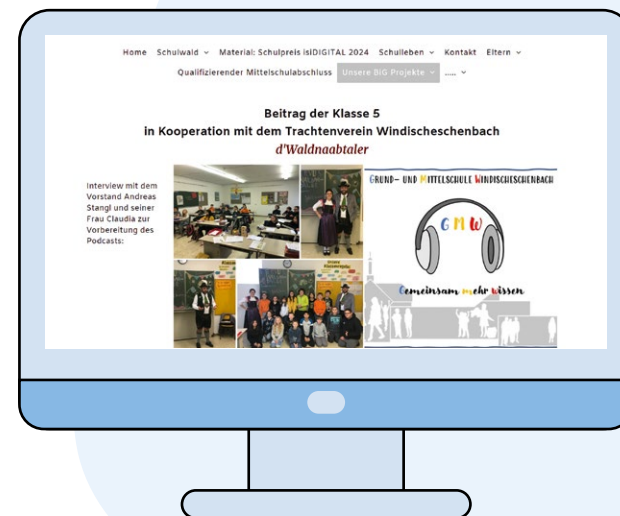 Home Schulwald Material: Schulpreis isiDIGITAL 2024 Schulleben Kontakt Eltern
Qualifizierender Mittelschulabschluss Unsere BIG Projekte .....
Beitrag der Klasse 5
in Kooperation mit dem Trachtenverein Windischeschenbach
d'Waldnaabtaler
Interview mit dem
Vorstand Andreas
Stangl und seiner
Frau Claudia zur
Vorbereitung des
Podcasts:
GRUND- UND MITTELSCHULE WINDISCHESCHENBACH
G M W
Gemeinsam mehr wissen